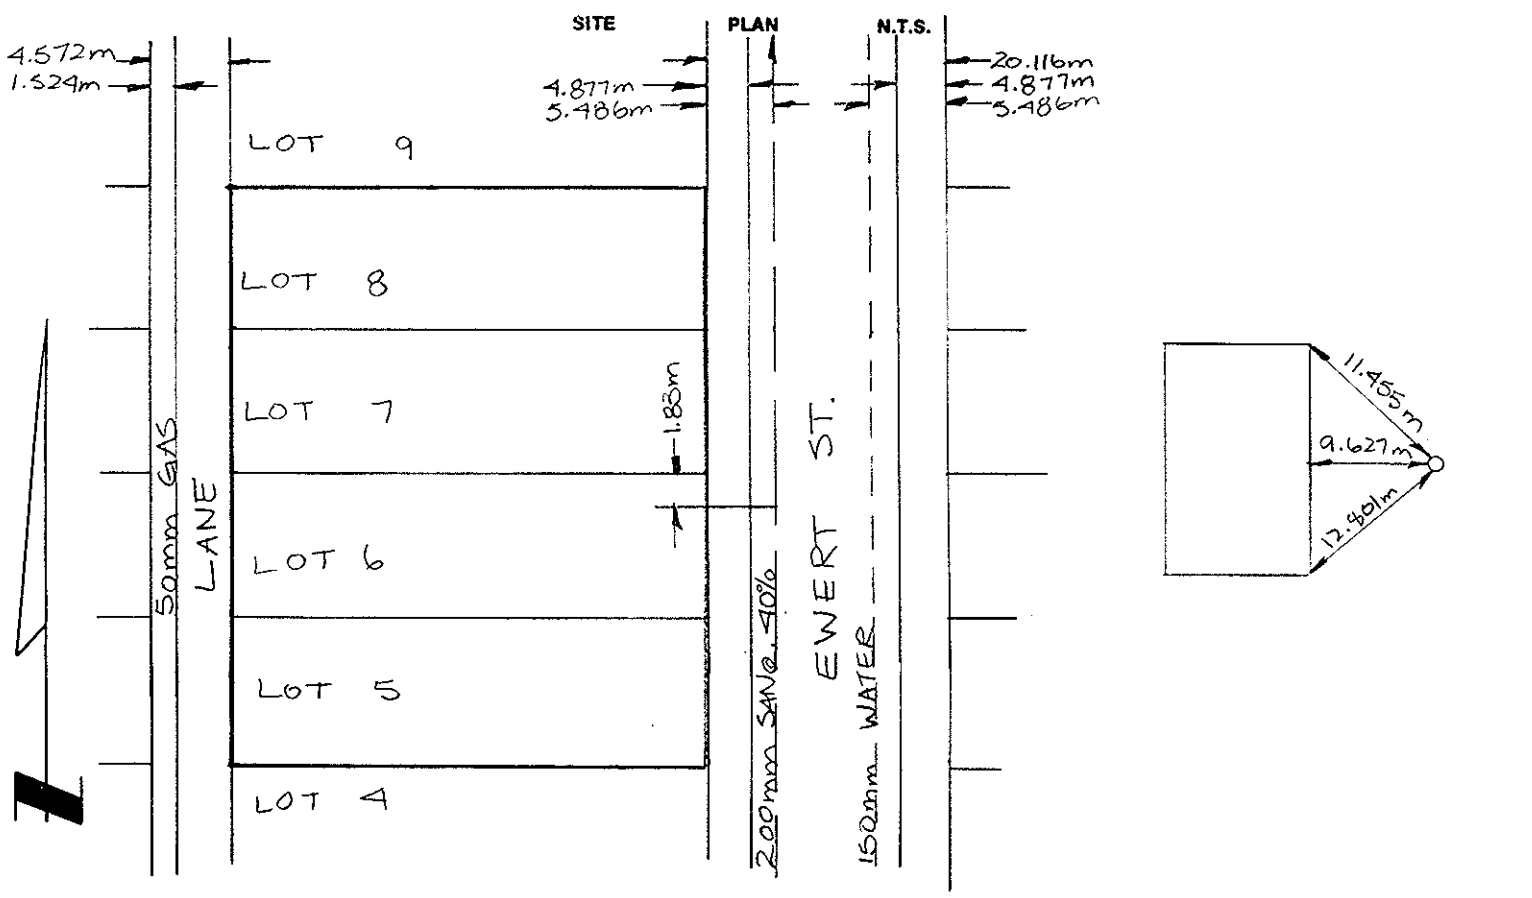 SITE PLAN N.T.S.
4.572m
1.524m
4.877m
5.486m
20.116m
4.877m
5.486m
LOT 9
LOT 8
LOT 7
LOT 6
LOT 5
LOT 4
50mm GAS
LANE
1.83m
200mm SAN@.40%
EWERT ST.
150mm WATER
11.455m
9.627m
12.801m